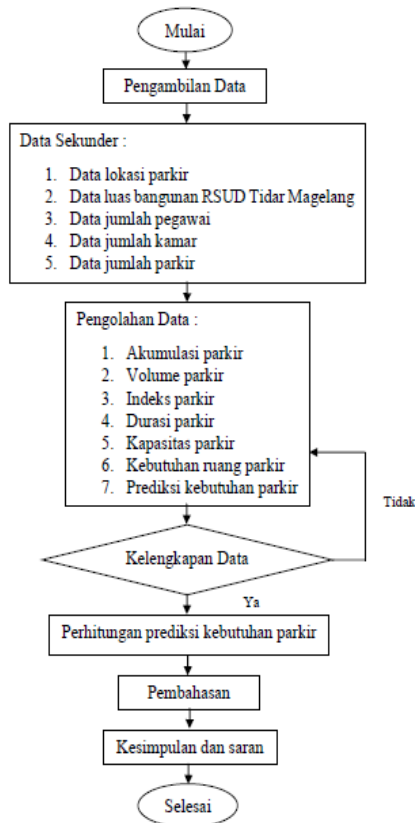 Mulai
Pengambilan Data
Data Sekunder :
1. Data lokasi parkir
2. Data luas bangunan RSUD Tidar Magelang
3. Data jumlah pegawai
4. Data jumlah kamar
5. Data jumlah parkir
Pengolahan Data :
1. Akumulasi parkir
2. Volume parkir
3. Indeks parkir
4. Durasi parkir
5. Kapasitas parkir
6. Kebutuhan ruang parkir
7. Prediksi kebutuhan parkir
Tidak
Kelengkapan Data
Ya
Perhitungan prediksi kebutuhan parkir
Pembahasan
Kesimpulan dan saran
Selesai